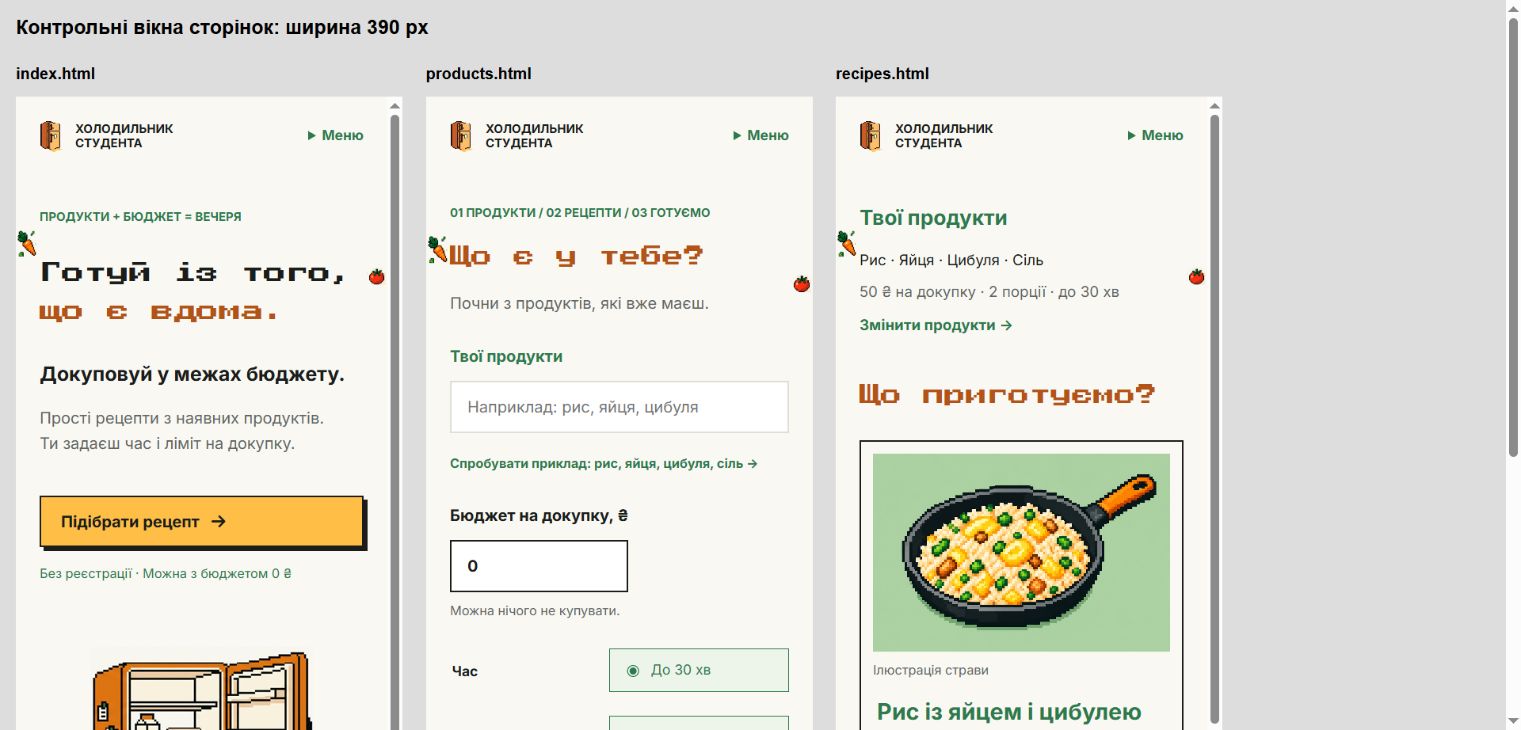 Контрольні вікна сторінок: ширина 390 px
index.html
ХОЛОДИЛЬНИК
СТУДЕНТА
Меню
ПРОДУКТИ + БЮДЖЕТ = ВЕЧЕРЯ
Готуй із того,
що є вдома.
Докуповуй у межах бюджету.
Прості рецепти з наявних продуктів.
Ти задаєш час і ліміт на докупку.
Підібрати рецепт →
Без реєстрації · Можна з бюджетом 0 ₴
products.html
ХОЛОДИЛЬНИК
СТУДЕНТА
Меню
01 ПРОДУКТИ / 02 РЕЦЕПТИ / 03 ГОТУЄМО
Що є у тебе?
Почни з продуктів, які вже маєш.
Твої продукти
Наприклад: рис, яйця, цибуля
Спробувати приклад: рис, яйця, цибуля, сіль →
Бюджет на докупку, ₴
0
Можна нічого не купувати.
Час
До 30 хв
recipes.html
ХОЛОДИЛЬНИК
СТУДЕНТА
Меню
Твої продукти
Рис · Яйця · Цибуля · Сіль
50 ₴ на докупку · 2 порції · до 30 хв
Змінити продукти →
Що приготуємо?
Ілюстрація страви
Рис із яйцем і цибулею